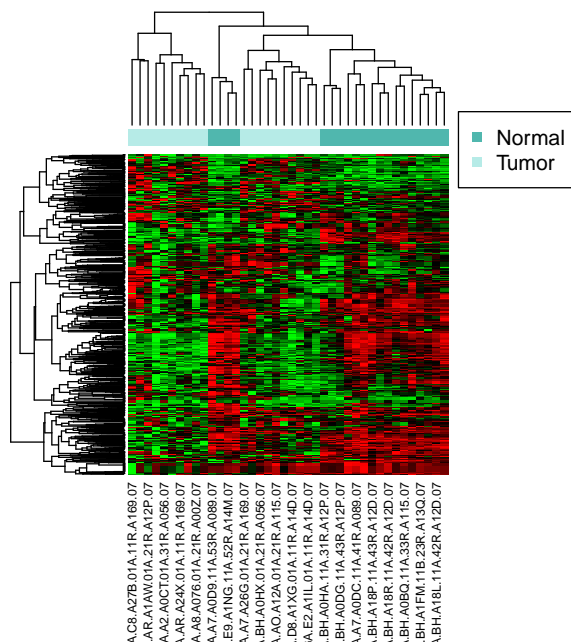 Normal
Tumor
A.C8.A27B.01A.11R.A169.07
.AR.A1AW.01A.21R.A12P.07
A.A2.A0CT.01A.31R.A056.07
.AR.A24X.01A.11R.A169.07
A.A8.A076.01A.21R.A00Z.07
A.A7.A0D9.11A.53R.A089.07
.E9.A1NG.11A.52R.A14M.07
A.A7.A26G.01A.21R.A169.07
.BH.A0HX.01A.21R.A056.07
.AO.A12A.01A.21R.A115.07
.D8.A1XG.01A.11R.A14D.07
A.E2.A1IL.01A.11R.A14D.07
.BH.A0HA.11A.31R.A12P.07
.BH.A0DG.11A.43R.A12P.07
A.A7.A0DC.11A.41R.A089.07
.BH.A18P.11A.43R.A12D.07
.BH.A18R.11A.42R.A12D.07
.BH.A0BQ.11A.33R.A115.07
.BH.A1FM.11B.23R.A13Q.07
A.BH.A18L.11A.42R.A12D.07